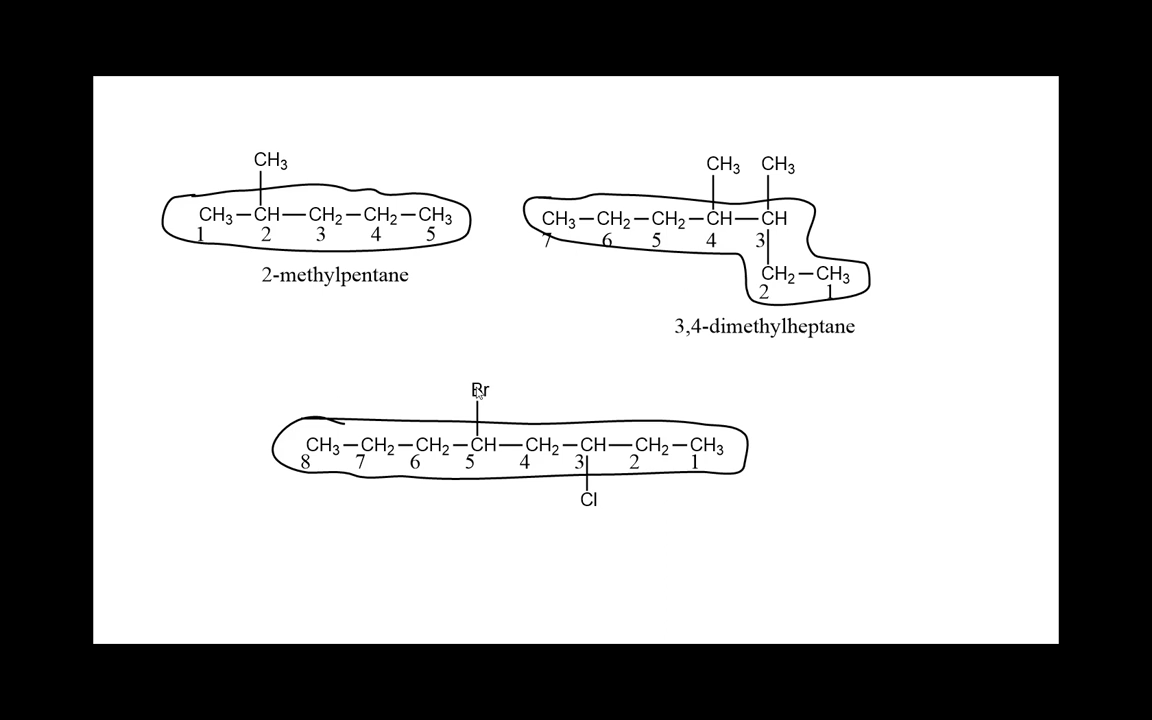 CH3
CH3—CH—CH2—CH2—CH3
1 2 3 4 5
2-methylpentane
CH3 CH3
CH3—CH2—CH2—CH—CH
7 6 5 4 3
CH2—CH3
2 1
3,4-dimethylheptane
Br
CH3—CH2—CH2—CH—CH2—CH—CH2—CH3
8 7 6 5 4 3 2 1
Cl